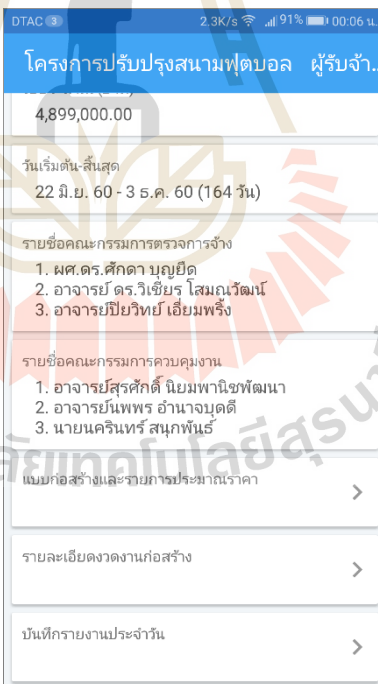 DTAC 3 2.3K/s 91% 00:06 น.
โครงการปรับปรุงสนามฟุตบอล ผู้รับจ้า...
4,899,000.00
วันเริ่มต้น-สิ้นสุด
22 มิ.ย. 60 - 3 ธ.ค. 60 (164 วัน)
รายชื่อคณะกรรมการตรวจการจ้าง
1. ผศ.ดร.ศักดา บุญยืด
2. อาจารย์ ดร.วิเชียร โสมณวัฒน์
3. อาจารย์ปิยวิทย์ เอี่ยมพริ้ง
รายชื่อคณะกรรมการควบคุมงาน
1. อาจารย์สุรศักดิ์ นิยมพานิชพัฒนา
2. อาจารย์นพพร อำนาจบุดดี
3. นายนครินทร์ สนุกพันธ์
แบบก่อสร้างและรายการประมาณราคา
รายละเอียดงวดงานก่อสร้าง
บันทึกรายงานประจำวัน